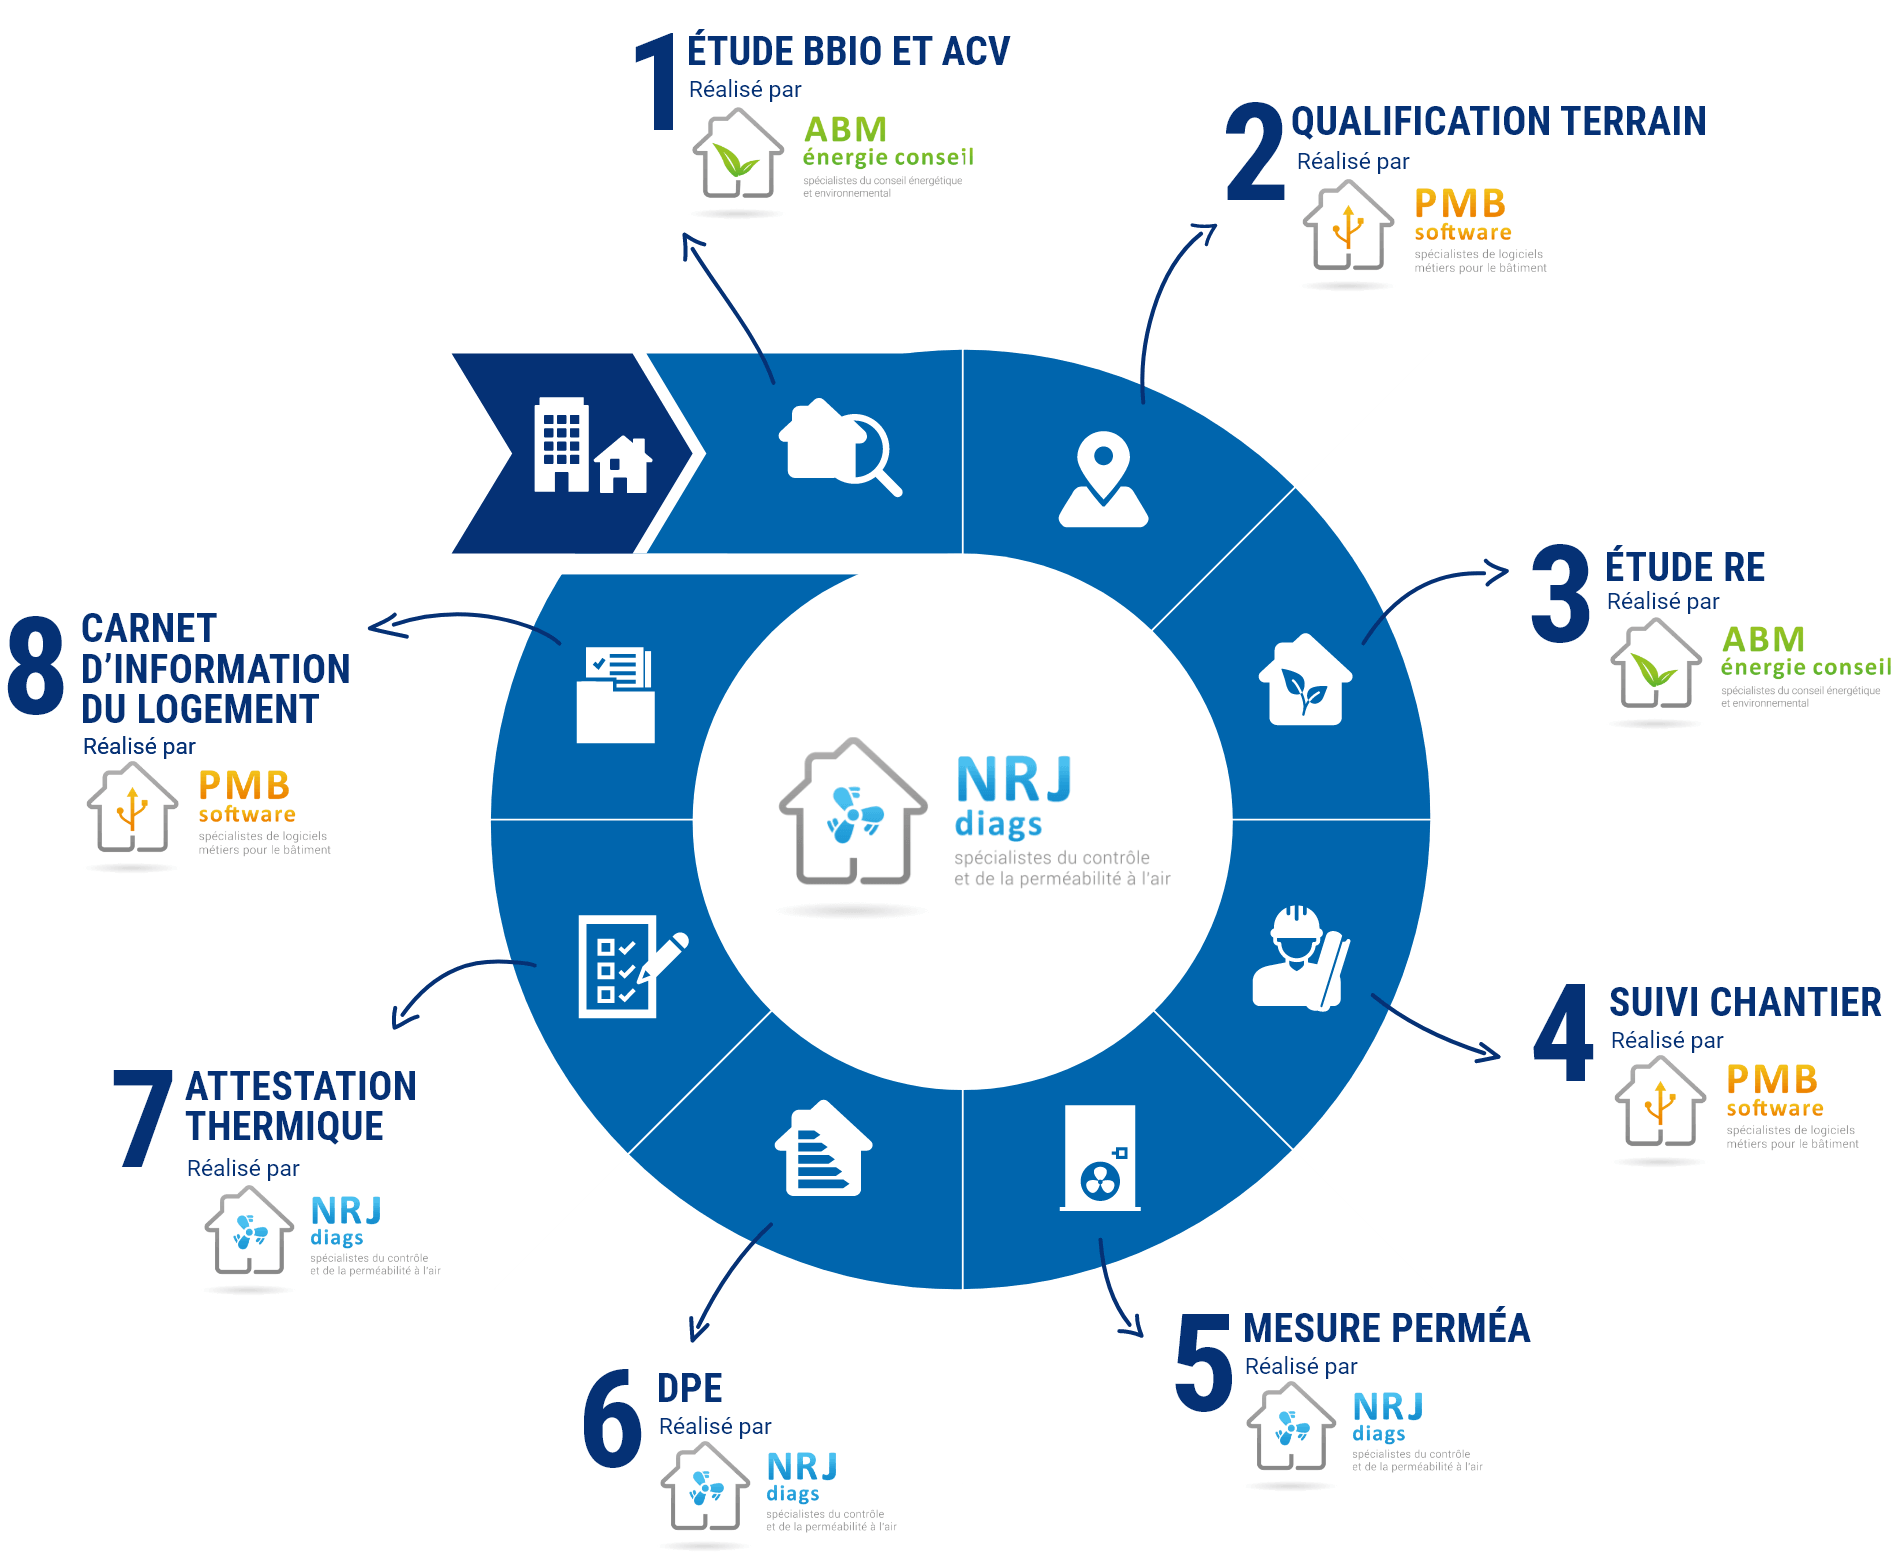 1
ÉTUDE BBIO ET ACV
Réalisé par
ABM
énergie conseil
spécialistes du conseil énergétique
et environnemental
2
QUALIFICATION TERRAIN
Réalisé par
PMB
software
spécialistes de logiciels
métiers pour le bâtiment
3
ÉTUDE RE
Réalisé par
ABM
énergie conseil
spécialistes du conseil énergétique
et environnemental
4
SUIVI CHANTIER
Réalisé par
PMB
software
spécialistes de logiciels
métiers pour le bâtiment
5
MESURE PERMÉA
Réalisé par
NRJ
diags
spécialistes du contrôle
et de la perméabilité à l'air
6
DPE
Réalisé par
NRJ
diags
spécialistes du contrôle
et de la perméabilité à l'air
7
ATTESTATION
THERMIQUE
Réalisé par
NRJ
diags
spécialistes du contrôle
et de la perméabilité à l'air
8
CARNET
D’INFORMATION
DU LOGEMENT
Réalisé par
PMB
software
spécialistes de logiciels
métiers pour le bâtiment
NRJ
diags
spécialistes du contrôle
et de la perméabilité à l'air